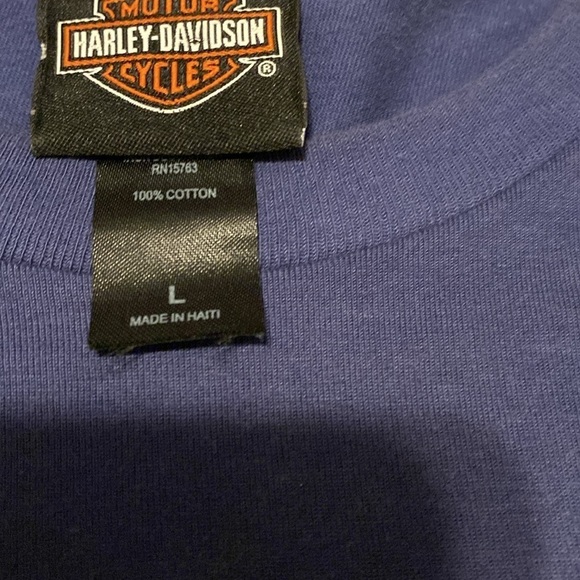 MOTOR
HARLEY-DAVIDSON
CYCLES
®
RN15763
100% COTTON
L
MADE IN HAITI